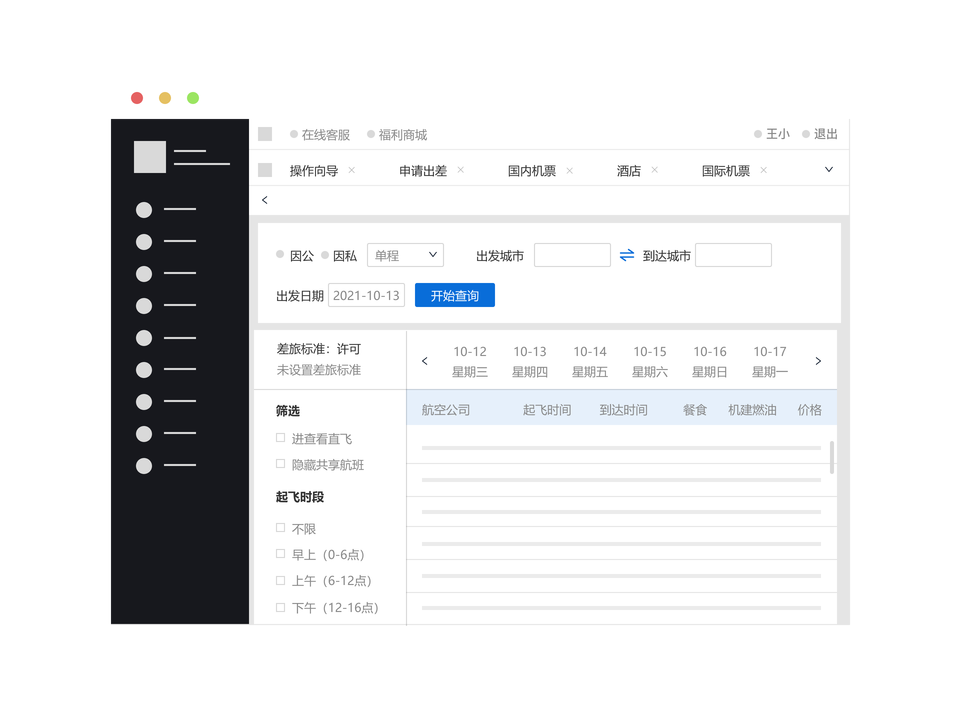 在线客服 福利商城 王小 退出
操作向导 × 申请出差 × 国内机票 × 酒店 × 国际机票 ×
因公 因私 单程 出发城市 到达城市
出发日期 2021-10-13 开始查询
差旅标准：许可
未设置差旅标准
10-12 10-13 10-14 10-15 10-16 10-17
星期三 星期四 星期五 星期六 星期日 星期一
航空公司 起飞时间 到达时间 餐食 机建燃油 价格
筛选
进查看直飞
隐藏共享航班
起飞时段
不限
早上（0-6点）
上午（6-12点）
下午（12-16点）